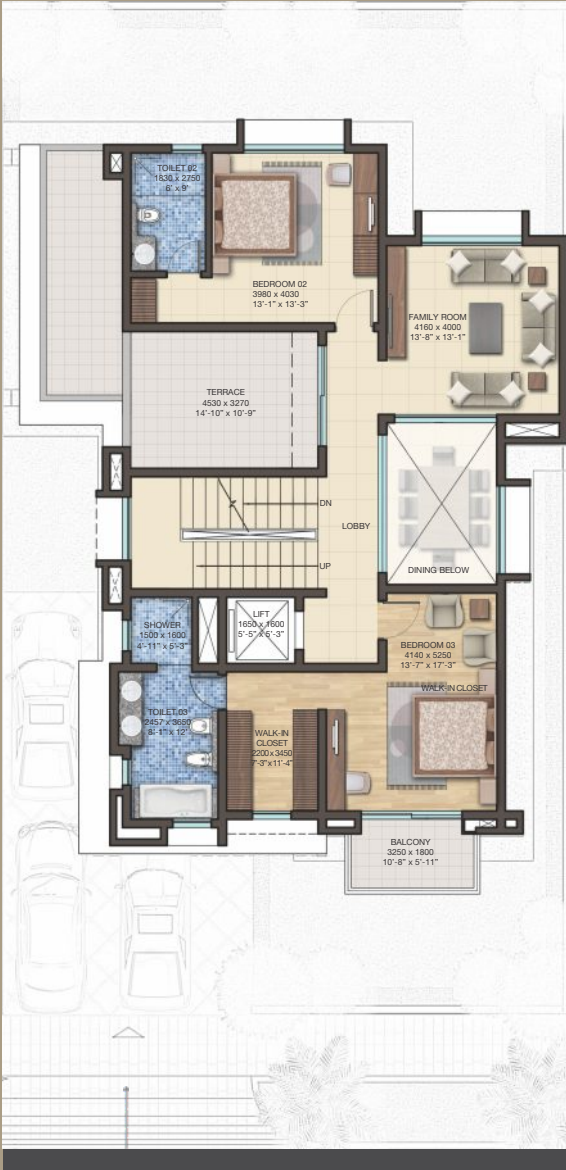 TOILET 02
1830 x 2750
6' x 9"
BEDROOM 02
3980 x 4030
13'-1" x 13'-3"
FAMILY ROOM
4160 x 4000
13'-8" x 13'-1"
TERRACE
4530 x 3270
14'-10" x 10'-9"
DN
LOBBY
UP
DINING BELOW
LIFT
1650 x 1600
5'-5" x 5'-3"
SHOWER
1500 x 1600
4'-11" x 5'-3"
BEDROOM 03
4140 x 5250
13'-7" x 17'-3"
WALK-IN CLOSET
TOILET 03
2457 x 3650
8'-1" x 12'
WALK-IN
CLOSET
2200 x 3450
7'-3" x 11'-4"
BALCONY
3250 x 1800
10'-8" x 5'-11"